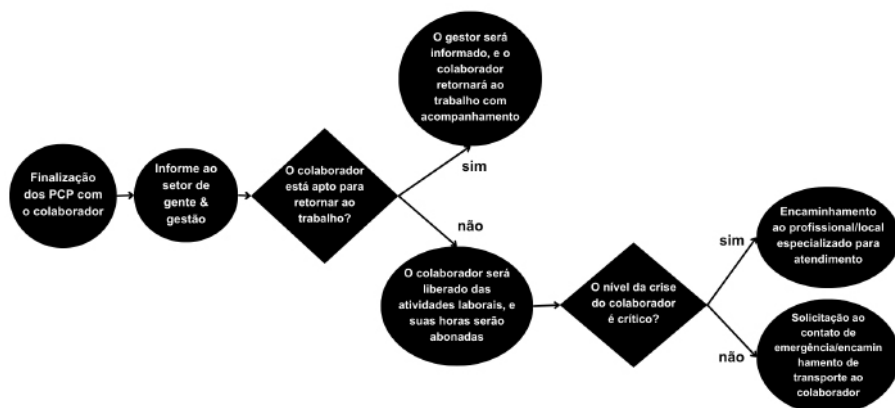 Finalização
dos PCP com
o colaborador
Informe ao
setor de
gente &
gestão
O colaborador
está apto para
retornar ao
trabalho?
sim
O gestor será
informado, e o
colaborador
retornará ao
trabalho com
acompanhamento
não
O colaborador será
liberado das
atividades laborais, e
suas horas serão
abonadas
O nível da crise
do colaborador
é crítico?
sim
Encaminhamento
ao profissional/local
especializado para
atendimento
não
Solicitação ao
contato de
emergência/encamin
hamento de
transporte ao
colaborador